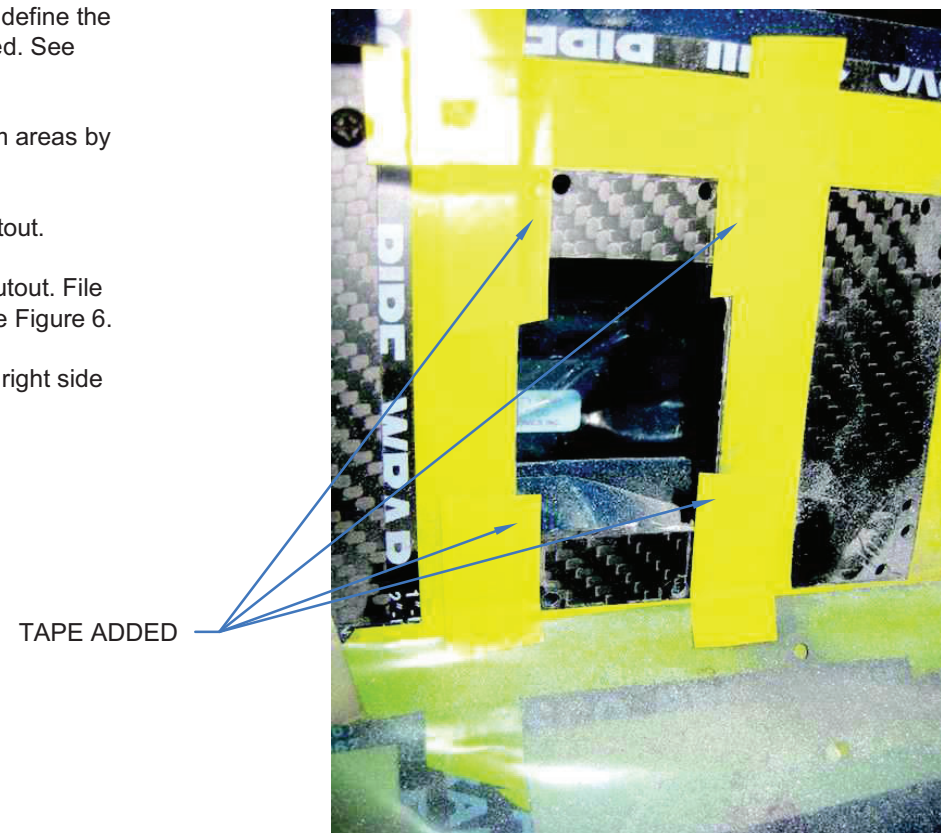 define the
ed. See
areas by
tout.
utout. File
e Figure 6.
right side
TAPE ADDED